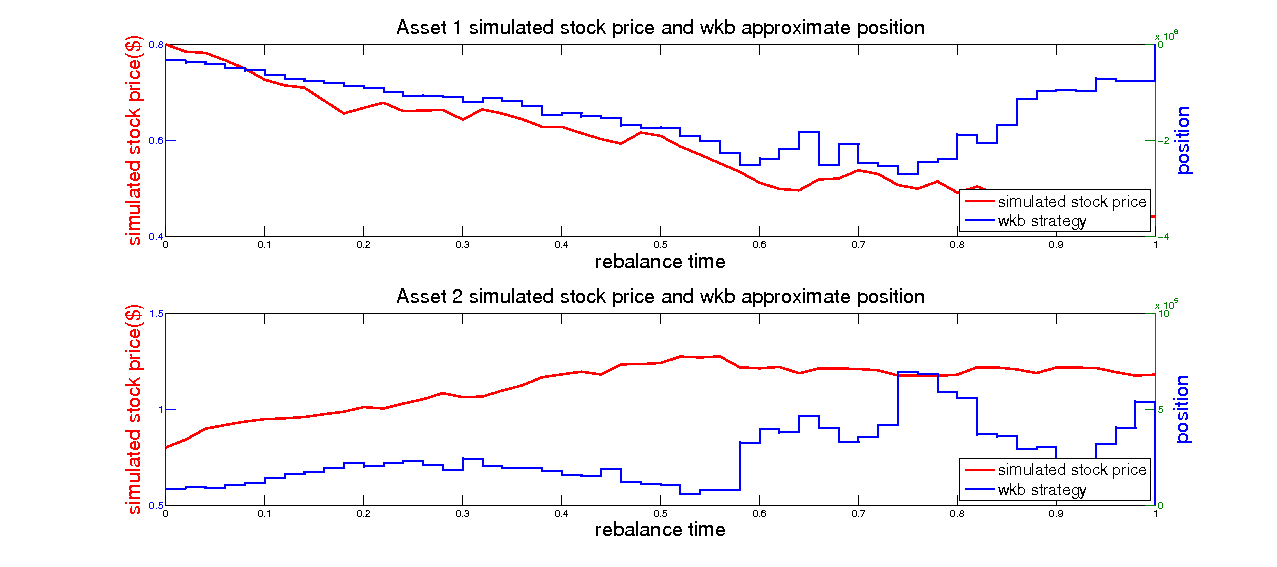 Asset 1 simulated stock price and wkb approximate position
simulated stock price($)
0.8
0.6
0.4
0
-2
-4
position
simulated stock price
wkb strategy
0 0.1 0.2 0.3 0.4 0.5 0.6 0.7 0.8 0.9 1
rebalance time
Asset 2 simulated stock price and wkb approximate position
simulated stock price($)
1.5
1
0.5
10
5
0
position
simulated stock price
wkb strategy
0 0.1 0.2 0.3 0.4 0.5 0.6 0.7 0.8 0.9 1
rebalance time